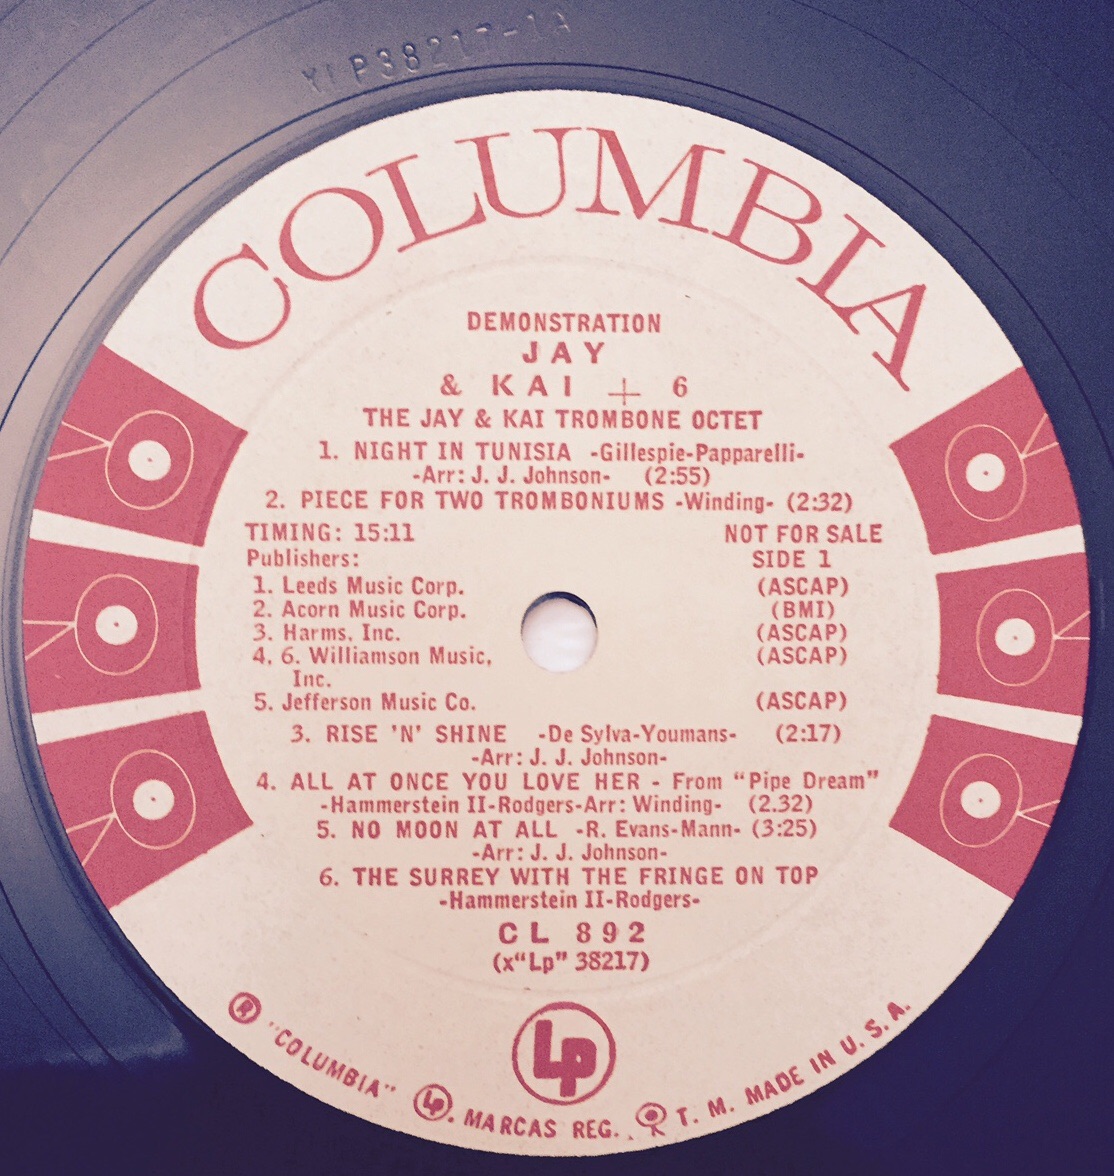 XLP38217-1A
COLUMBIA
DEMONSTRATION
JAY
& KAI + 6
THE JAY & KAI TROMBONE OCTET
1. NIGHT IN TUNISIA -Gillespie-Papparelli-
-Arr: J. J. Johnson- (2:55)
2. PIECE FOR TWO TROMBONIUMS -Winding- (2:32)
TIMING: 15:11 NOT FOR SALE
Publishers: SIDE 1
1. Leeds Music Corp. (ASCAP)
2. Acorn Music Corp. (BMI)
3. Harms, Inc. (ASCAP)
4, 6. Williamson Music, (ASCAP)
Inc.
5. Jefferson Music Co. (ASCAP)
3. RISE 'N' SHINE -De Sylva-Youmans- (2:17)
-Arr: J. J. Johnson-
4. ALL AT ONCE YOU LOVE HER - From "Pipe Dream"
-Hammerstein II-Rodgers-Arr: Winding- (2.32)
5. NO MOON AT ALL -R. Evans-Mann- (3:25)
-Arr: J. J. Johnson-
6. THE SURREY WITH THE FRINGE ON TOP
-Hammerstein II-Rodgers-
CL 892
(x"Lp" 38217)
Lp
® "COLUMBIA" Lp. MARCAS REG. T. M. MADE IN U. S. A.